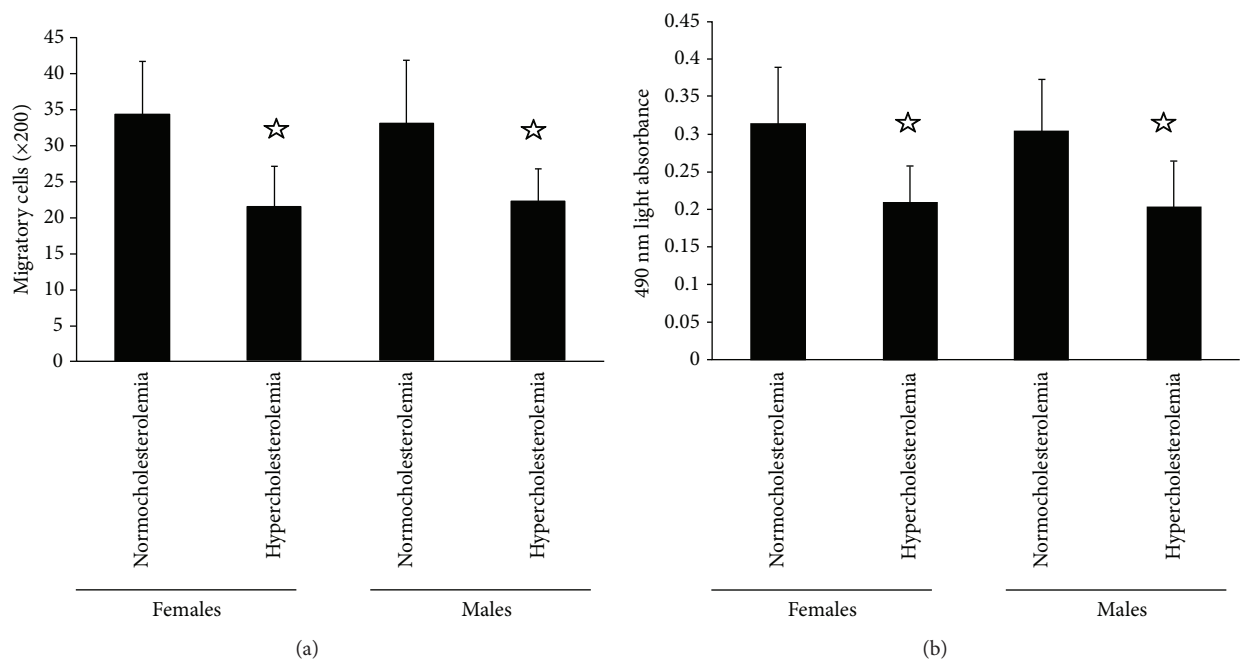 45
40
35
30
25
20
15
10
5
0
Migratory cells (×200)
Normocholesterolemia
Hypercholesterolemia
Normocholesterolemia
Hypercholesterolemia
Females
Males
(a)
0.45
0.4
0.35
0.3
0.25
0.2
0.15
0.1
0.05
0
490 nm light absorbance
Normocholesterolemia
Hypercholesterolemia
Normocholesterolemia
Hypercholesterolemia
Females
Males
(b)